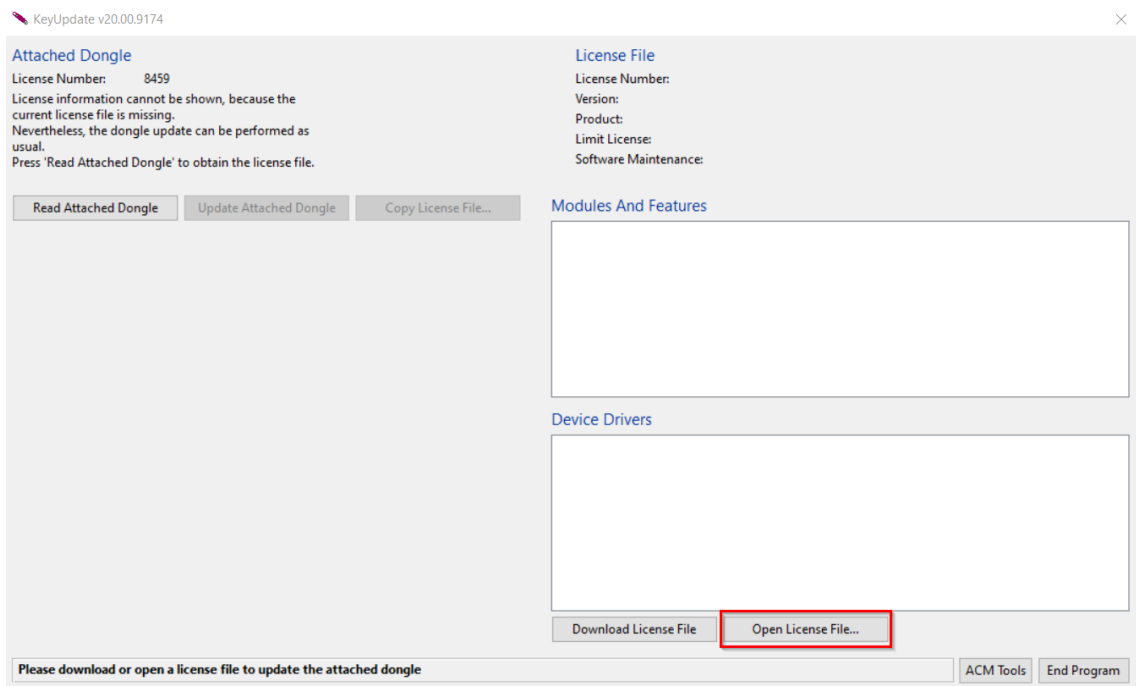 KeyUpdate v20.00.9174
Attached Dongle
License Number: 8459
License information cannot be shown, because the
current license file is missing.
Nevertheless, the dongle update can be performed as
usual.
Press 'Read Attached Dongle' to obtain the license file.
Read Attached Dongle
Update Attached Dongle
Copy License File...
License File
License Number:
Version:
Product:
Limit License:
Software Maintenance:
Modules And Features
Device Drivers
Download License File
Open License File...
Please download or open a license file to update the attached dongle
ACM Tools
End Program